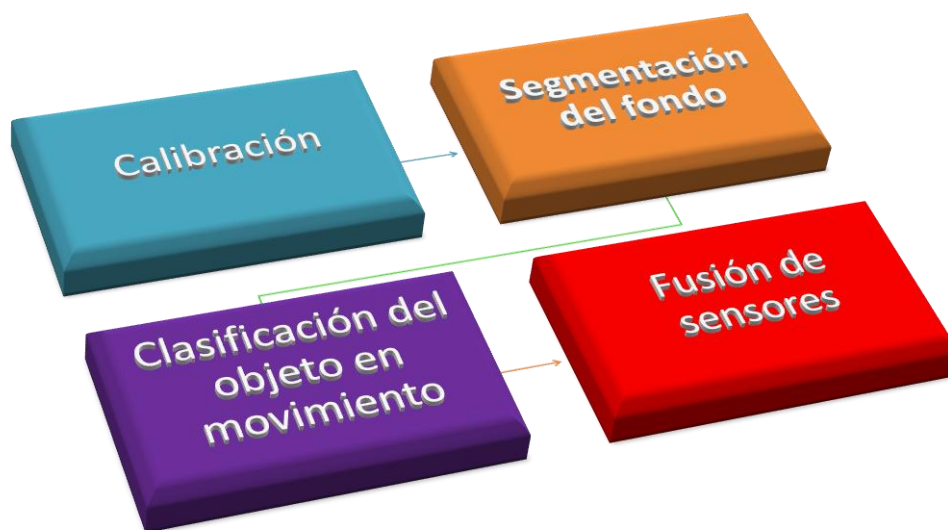 Calibración
Segmentación
del fondo
Clasificación del
objeto en
movimiento
Fusión de
sensores